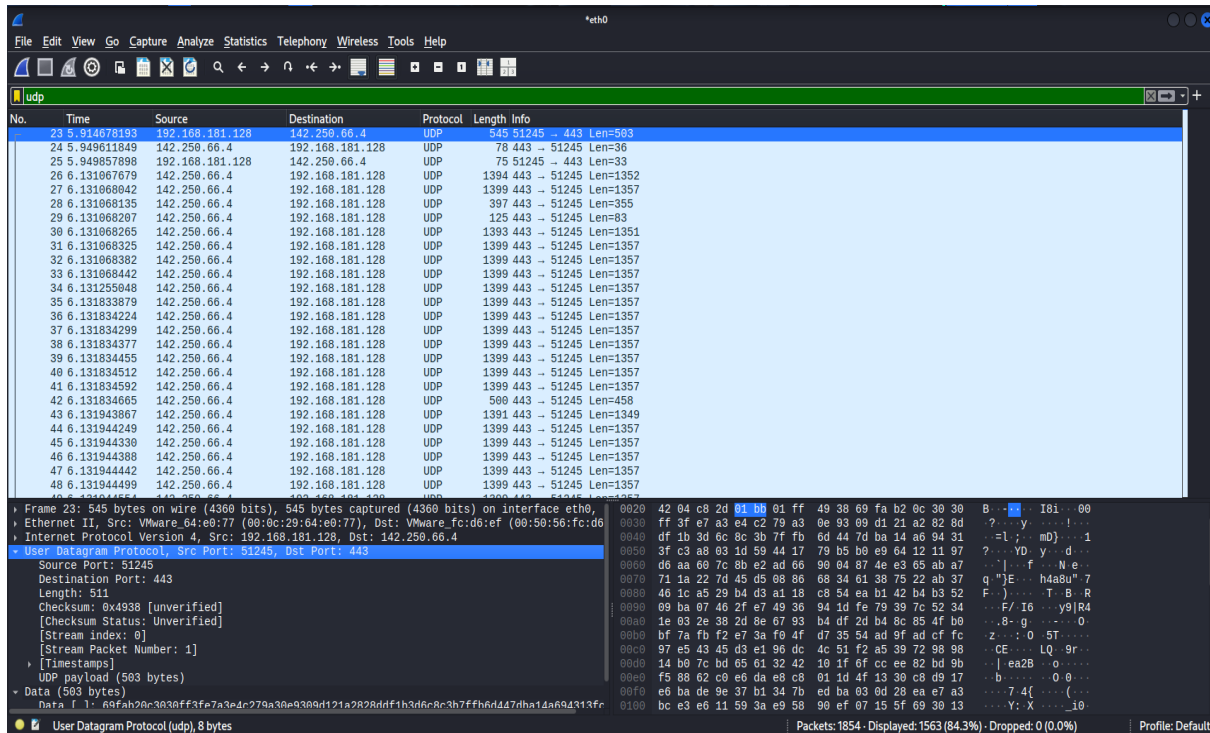 *eth0
File Edit View Go Capture Analyze Statistics Telephony Wireless Tools Help
udp
No. Time Source Destination Protocol Length Info
23 5.914678193 192.168.181.128 142.250.66.4 UDP 545 51245 → 443 Len=503
24 5.949611849 142.250.66.4 192.168.181.128 UDP 78 443 → 51245 Len=36
25 5.949857898 192.168.181.128 142.250.66.4 UDP 75 51245 → 443 Len=33
26 6.131067679 142.250.66.4 192.168.181.128 UDP 1394 443 → 51245 Len=1352
27 6.131068042 142.250.66.4 192.168.181.128 UDP 1399 443 → 51245 Len=1357
28 6.131068135 142.250.66.4 192.168.181.128 UDP 397 443 → 51245 Len=355
29 6.131068207 142.250.66.4 192.168.181.128 UDP 125 443 → 51245 Len=83
30 6.131068265 142.250.66.4 192.168.181.128 UDP 1393 443 → 51245 Len=1351
31 6.131068325 142.250.66.4 192.168.181.128 UDP 1399 443 → 51245 Len=1357
32 6.131068382 142.250.66.4 192.168.181.128 UDP 1399 443 → 51245 Len=1357
33 6.131068442 142.250.66.4 192.168.181.128 UDP 1399 443 → 51245 Len=1357
34 6.131255048 142.250.66.4 192.168.181.128 UDP 1399 443 → 51245 Len=1357
35 6.131833879 142.250.66.4 192.168.181.128 UDP 1399 443 → 51245 Len=1357
36 6.131834224 142.250.66.4 192.168.181.128 UDP 1399 443 → 51245 Len=1357
37 6.131834299 142.250.66.4 192.168.181.128 UDP 1399 443 → 51245 Len=1357
38 6.131834377 142.250.66.4 192.168.181.128 UDP 1399 443 → 51245 Len=1357
39 6.131834455 142.250.66.4 192.168.181.128 UDP 1399 443 → 51245 Len=1357
40 6.131834512 142.250.66.4 192.168.181.128 UDP 1399 443 → 51245 Len=1357
41 6.131834592 142.250.66.4 192.168.181.128 UDP 1399 443 → 51245 Len=1357
42 6.131834665 142.250.66.4 192.168.181.128 UDP 500 443 → 51245 Len=458
43 6.131943867 142.250.66.4 192.168.181.128 UDP 1391 443 → 51245 Len=1349
44 6.131944249 142.250.66.4 192.168.181.128 UDP 1399 443 → 51245 Len=1357
45 6.131944330 142.250.66.4 192.168.181.128 UDP 1399 443 → 51245 Len=1357
46 6.131944388 142.250.66.4 192.168.181.128 UDP 1399 443 → 51245 Len=1357
47 6.131944442 142.250.66.4 192.168.181.128 UDP 1399 443 → 51245 Len=1357
48 6.131944499 142.250.66.4 192.168.181.128 UDP 1399 443 → 51245 Len=1357
Frame 23: 545 bytes on wire (4360 bits), 545 bytes captured (4360 bits) on interface eth0,
Ethernet II, Src: VMware_64:e0:77 (00:0c:29:64:e0:77), Dst: VMware_fc:d6:ef (00:50:56:fc:d6
Internet Protocol Version 4, Src: 192.168.181.128, Dst: 142.250.66.4
User Datagram Protocol, Src Port: 51245, Dst Port: 443
Source Port: 51245
Destination Port: 443
Length: 511
Checksum: 0x4938 [unverified]
[Checksum Status: Unverified]
[Stream index: 0]
[Stream Packet Number: 1]
[Timestamps]
UDP payload (503 bytes)
Data (503 bytes)
0020 42 04 c8 2d 01 bb 01 ff 49 38 69 fa b2 0c 30 30 B··-···· I8i···00
0030 ff 3f e7 a3 e4 c2 79 a3 0e 93 09 d1 21 a2 82 8d ·?····y· ····!···
0040 df 1b 3d 6c 8c 3b 7f fb 6d 44 7d ba 14 a6 94 31 ··=l·;·· mD}····1
0050 3f c3 a8 03 1d 59 44 17 79 b5 b0 e9 64 12 11 97 ?····YD· y···d···
0060 d6 aa 60 7c 8b e2 ad 66 90 04 87 4e e3 65 ab a7 ··`|···f ···N·e··
0070 71 1a 22 7d 45 d5 08 86 68 34 61 38 75 22 ab 37 q·"}E··· h4a8u"·7
0080 46 1c a5 29 b4 d3 a1 18 c8 54 ea b1 42 b4 b3 52 F··)···· ·T··B··R
0090 09 ba 07 46 2f e7 49 36 94 1d fe 79 39 7c 52 34 ···F/·I6 ···y9|R4
00a0 1e 03 2e 38 2d 8e 67 93 b4 df 2d b4 8c 85 4f b0 ··.8-·g· ··-···O·
00b0 bf 7a fb f2 e7 3a f0 4f d7 35 54 ad 9f ad cf fc ·z···:·O ·5T·····
00c0 97 e5 43 45 d3 e1 96 dc 4c 51 f2 a5 39 72 98 98 ··CE···· LQ··9r··
00d0 14 b0 7c bd 65 61 32 42 10 1f 6f cc ee 82 bd 9b ··|·ea2B ··o·····
00e0 f5 88 62 c0 e6 da e8 c8 01 1d 4f 13 30 c8 d9 17 ··b····· ··O·0···
00f0 e6 ba de 9e 37 b1 34 7b ed ba 03 0d 28 ea e7 a3 ····7·4{ ····(···
0100 bc e3 e6 11 59 3a e9 58 90 ef 07 15 5f 69 30 13 ····Y:·X ····_i0·
User Datagram Protocol (udp), 8 bytes
Packets: 1854 · Displayed: 1563 (84.3%) · Dropped: 0 (0.0%)
Profile: Default